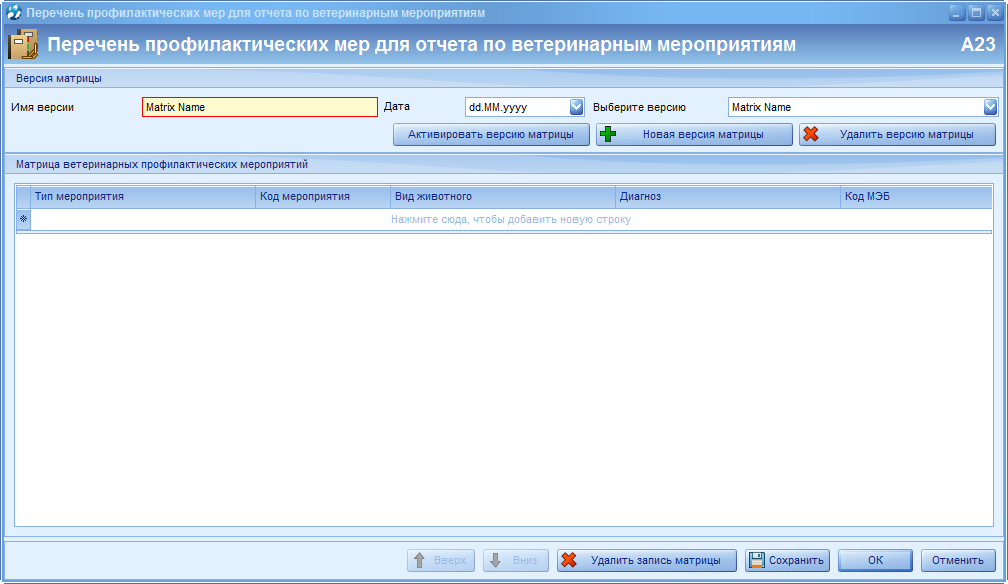 Перечень профилактических мер для отчета по ветеринарным мероприятиям
Перечень профилактических мер для отчета по ветеринарным мероприятиям A23
Версия матрицы
Имя версии Matrix Name Дата dd.MM.yyyy Выберите версию Matrix Name
Активировать версию матрицы Новая версия матрицы Удалить версию матрицы
Матрица ветеринарных профилактических мероприятий
Тип мероприятия Код мероприятия Вид животного Диагноз Код МЭБ
Нажмите сюда, чтобы добавить новую строку
Вверх Вниз Удалить запись матрицы Сохранить ОК Отменить